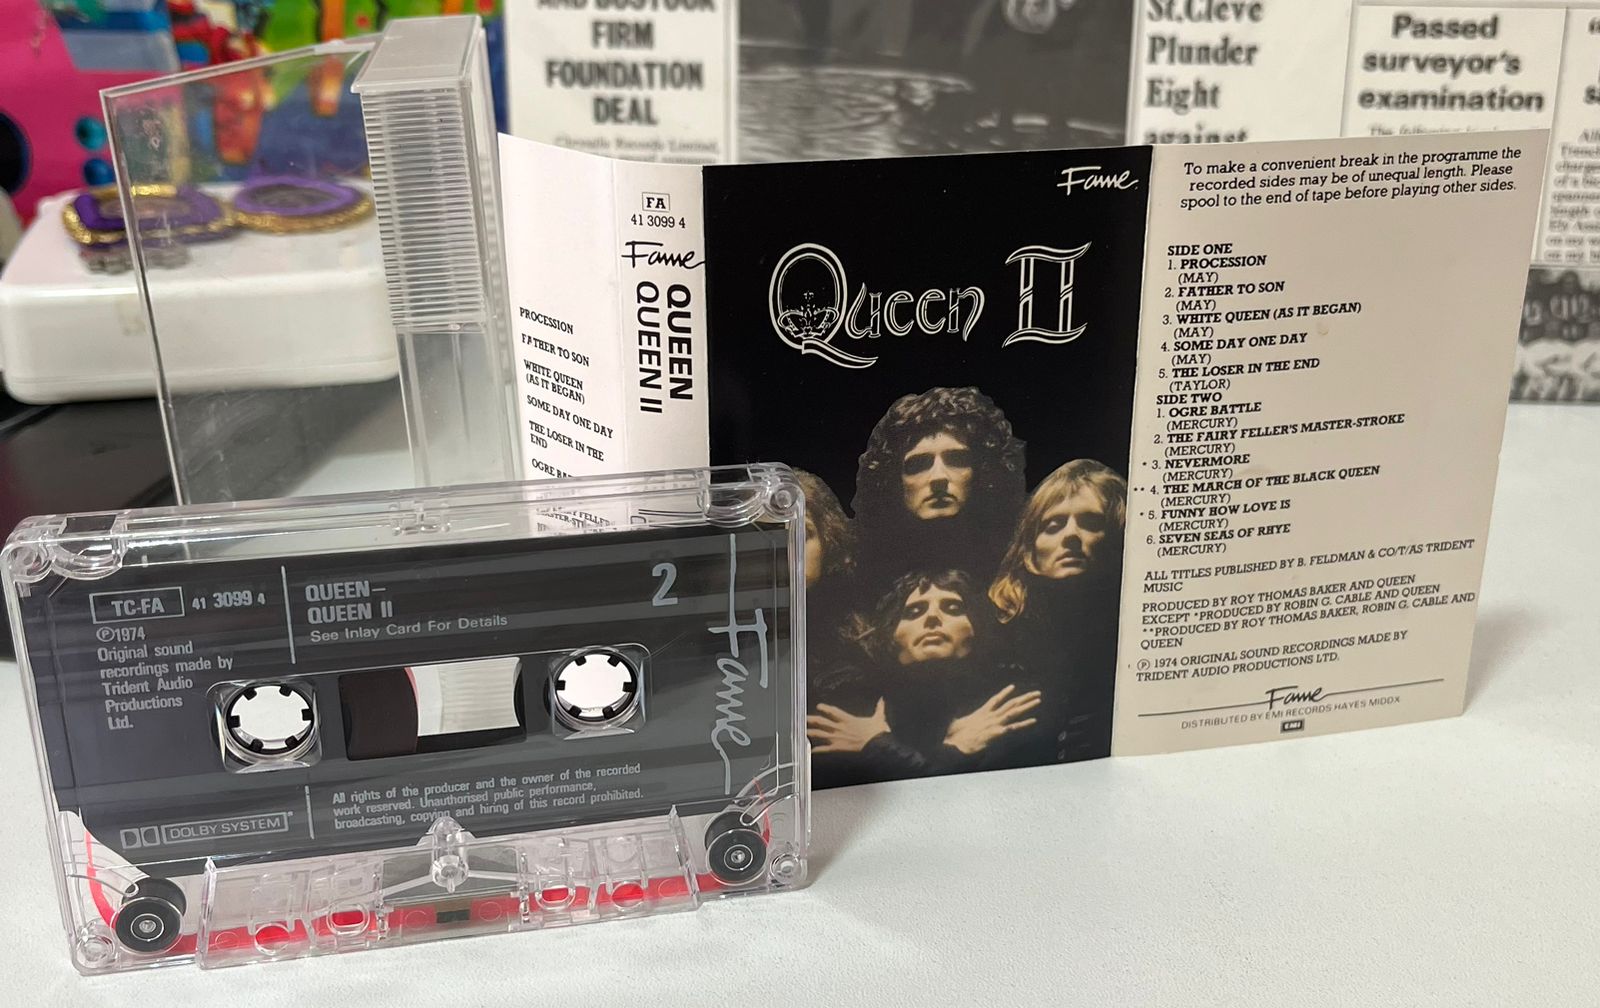 AND BOSTOCK
FIRM
FOUNDATION
DEAL
Chrysalis Records Limited,
St.Cleve
Plunder
Eight
against
Passed
surveyor's
examination
FA
41 3099 4
Fame
QUEEN
QUEEN II
PROCESSION
FATHER TO SON
WHITE QUEEN
(AS IT BEGAN)
SOME DAY ONE DAY
THE LOSER IN THE
END
Fame
Queen II
To make a convenient break in the programme the
recorded sides may be of unequal length. Please
spool to the end of tape before playing other sides.
SIDE ONE
1. PROCESSION
(MAY)
2. FATHER TO SON
(MAY)
3. WHITE QUEEN (AS IT BEGAN)
(MAY)
4. SOME DAY ONE DAY
(MAY)
5. THE LOSER IN THE END
(TAYLOR)
SIDE TWO
1. OGRE BATTLE
(MERCURY)
2. THE FAIRY FELLER'S MASTER-STROKE
(MERCURY)
* 3. NEVERMORE
(MERCURY)
** 4. THE MARCH OF THE BLACK QUEEN
(MERCURY)
* 5. FUNNY HOW LOVE IS
(MERCURY)
6. SEVEN SEAS OF RHYE
(MERCURY)
ALL TITLES PUBLISHED BY B. FELDMAN & CO/T/AS TRIDENT
MUSIC
PRODUCED BY ROY THOMAS BAKER AND QUEEN
EXCEPT *PRODUCED BY ROBIN G. CABLE AND QUEEN
**PRODUCED BY ROY THOMAS BAKER, ROBIN G. CABLE AND
QUEEN
Ⓟ 1974 ORIGINAL SOUND RECORDINGS MADE BY
TRIDENT AUDIO PRODUCTIONS LTD.
Fame
DISTRIBUTED BY EMI RECORDS HAYES MIDDX
EMI
TC-FA 41 3099 4
QUEEN–
QUEEN II
See Inlay Card For Details
2
Ⓟ1974
Original sound
recordings made by
Trident Audio
Productions
Ltd.
Fame
DOLBY SYSTEM
All rights of the producer and the owner of the recorded
work reserved. Unauthorised public performance,
broadcasting, copying and hiring of this record prohibited.